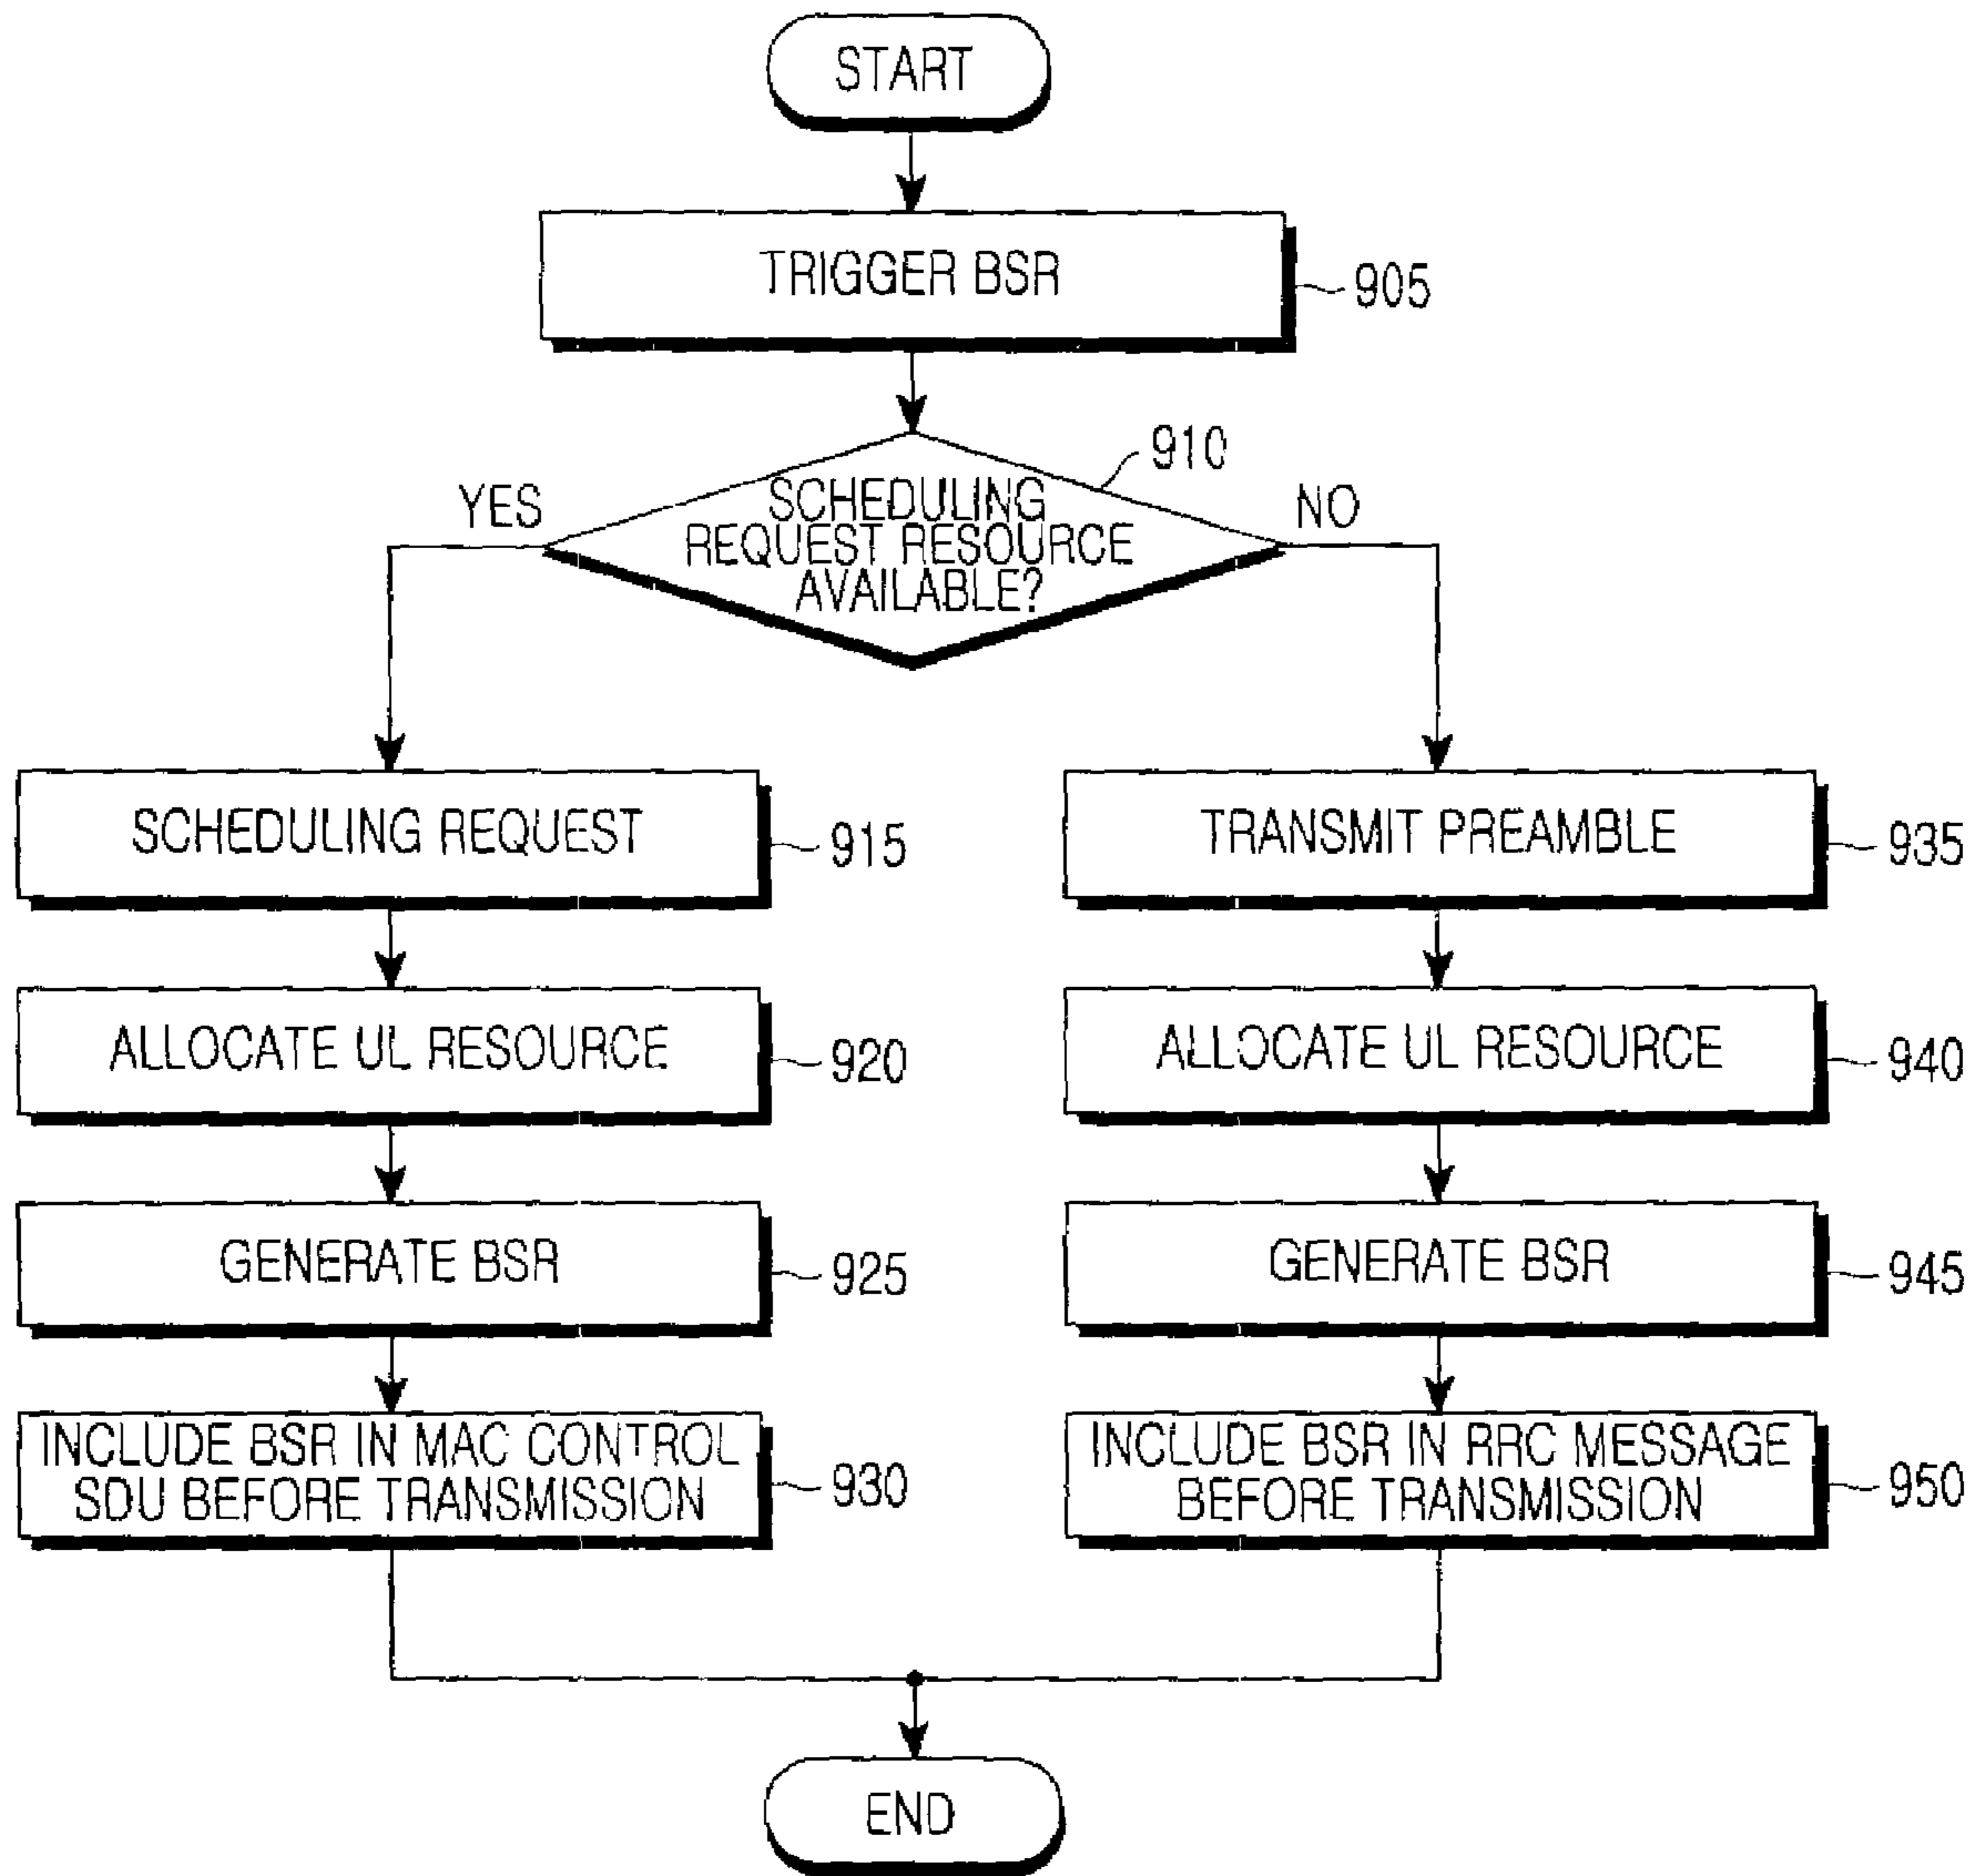 START
TRIGGER BSR
905
910
YES
NO
SCHEDULING
REQUEST RESOURCE
AVAILABLE?
SCHEDULING REQUEST
915
ALLOCATE UL RESOURCE
920
GENERATE BSR
925
INCLUDE BSR IN MAC CONTROL
SDU BEFORE TRANSMISSION
930
TRANSMIT PREAMBLE
935
ALLOCATE UL RESOURCE
940
GENERATE BSR
945
INCLUDE BSR IN RRC MESSAGE
BEFORE TRANSMISSION
950
END